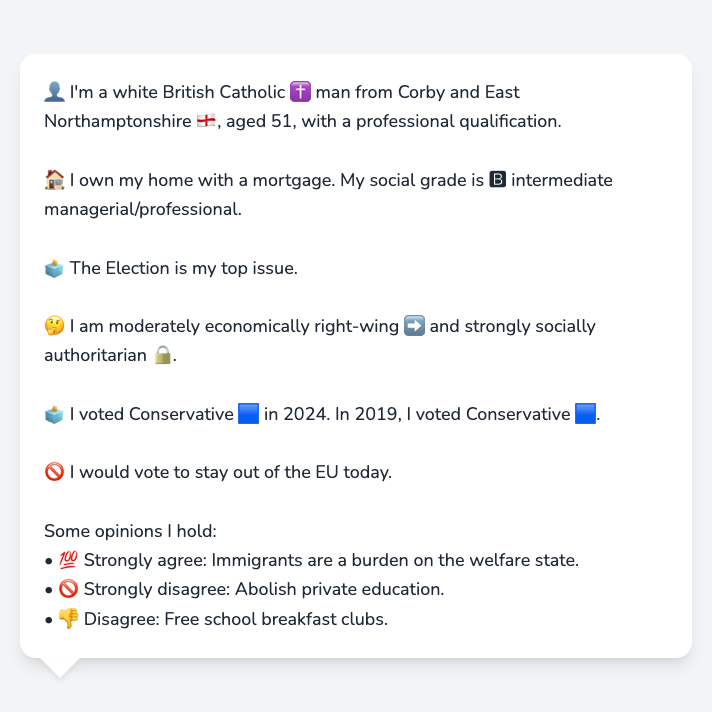 👤 I'm a white British Catholic ✝️ man from Corby and East
Northamptonshire 🏴󠁧󠁢󠁥󠁮󠁧󠁿, aged 51, with a professional qualification.
🏠 I own my home with a mortgage. My social grade is 🅱 intermediate
managerial/professional.
🗳️ The Election is my top issue.
🤔 I am moderately economically right-wing ➡️ and strongly socially
authoritarian 🔒.
🗳️ I voted Conservative 🟦 in 2024. In 2019, I voted Conservative 🟦.
🚫 I would vote to stay out of the EU today.
Some opinions I hold:
• 💯 Strongly agree: Immigrants are a burden on the welfare state.
• 🚫 Strongly disagree: Abolish private education.
• 👎 Disagree: Free school breakfast clubs.